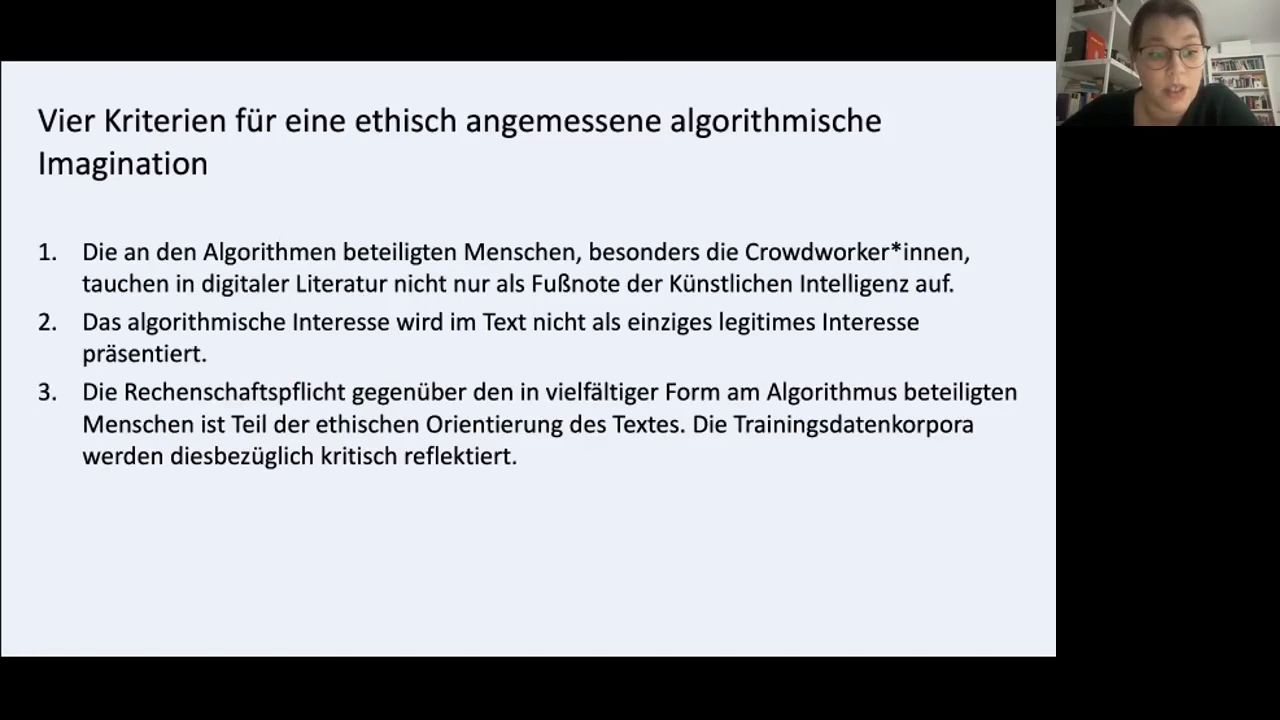 Vier Kriterien für eine ethisch angemessene algorithmische
Imagination
1. Die an den Algorithmen beteiligten Menschen, besonders die Crowdworker*innen,
tauchen in digitaler Literatur nicht nur als Fußnote der Künstlichen Intelligenz auf.
2. Das algorithmische Interesse wird im Text nicht als einziges legitimes Interesse
präsentiert.
3. Die Rechenschaftspflicht gegenüber den in vielfältiger Form am Algorithmus beteiligten
Menschen ist Teil der ethischen Orientierung des Textes. Die Trainingsdatenkorpora
werden diesbezüglich kritisch reflektiert.